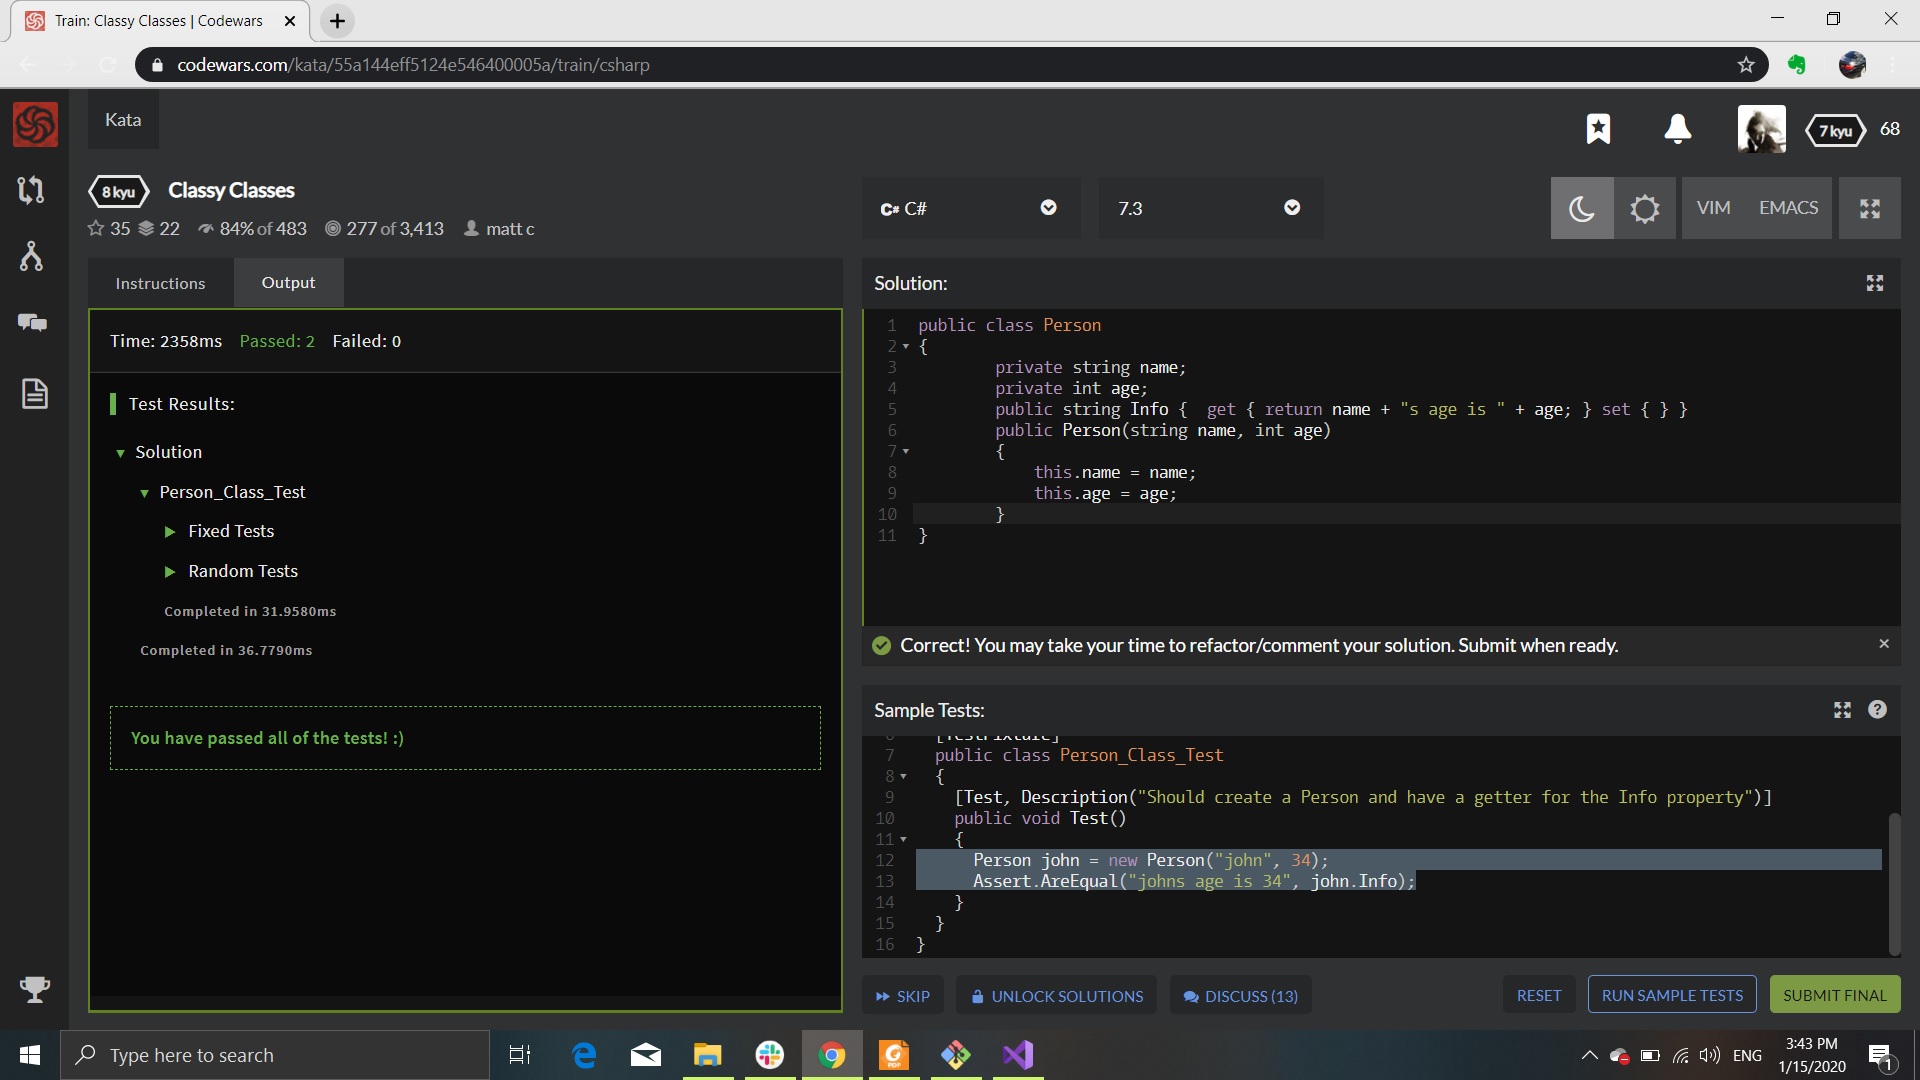 Train: Classy Classes | Codewars
codewars.com/kata/55a144eff5124e546400005a/train/csharp
Kata
7 kyu 68
8 kyu Classy Classes
35 22 84% of 483 277 of 3,413 matt c
C# C#
7.3
VIM EMACS
Instructions Output
Time: 2358ms Passed: 2 Failed: 0
Test Results:
Solution
Person_Class_Test
Fixed Tests
Random Tests
Completed in 31.9580ms
Completed in 36.7790ms
You have passed all of the tests! :)
Solution:
1 public class Person
2 {
3 private string name;
4 private int age;
5 public string Info {  get { return name + "s age is " + age; } set { } }
6 public Person(string name, int age)
7 {
8 this.name = name;
9 this.age = age;
10 }
11 }
Correct! You may take your time to refactor/comment your solution. Submit when ready.
Sample Tests:
6 [TestFixture]
7 public class Person_Class_Test
8 {
9 [Test, Description("Should create a Person and have a getter for the Info property")]
10 public void Test()
11 {
12 Person john = new Person("john", 34);
13 Assert.AreEqual("johns age is 34", john.Info);
14 }
15 }
16 }
SKIP UNLOCK SOLUTIONS DISCUSS (13) RESET RUN SAMPLE TESTS SUBMIT FINAL
Type here to search
PDF
ENG
3:43 PM
1/15/2020
1